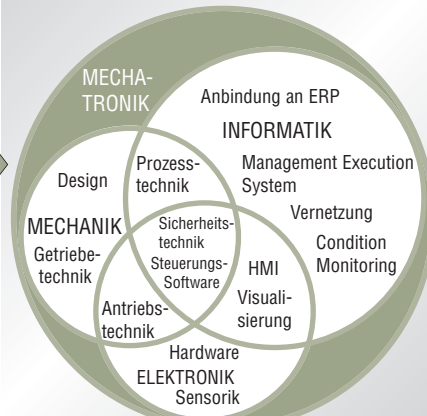 MECHA-
TRONIK
Anbindung an ERP
INFORMATIK
Prozess-
technik
Management Execution
System
Design
Vernetzung
MECHANIK
Sicherheits-
technik
Steuerungs-
Software
Condition
Monitoring
Getriebe-
technik
HMI
Visuali-
sierung
Antriebs-
technik
Hardware
ELEKTRONIK
Sensorik